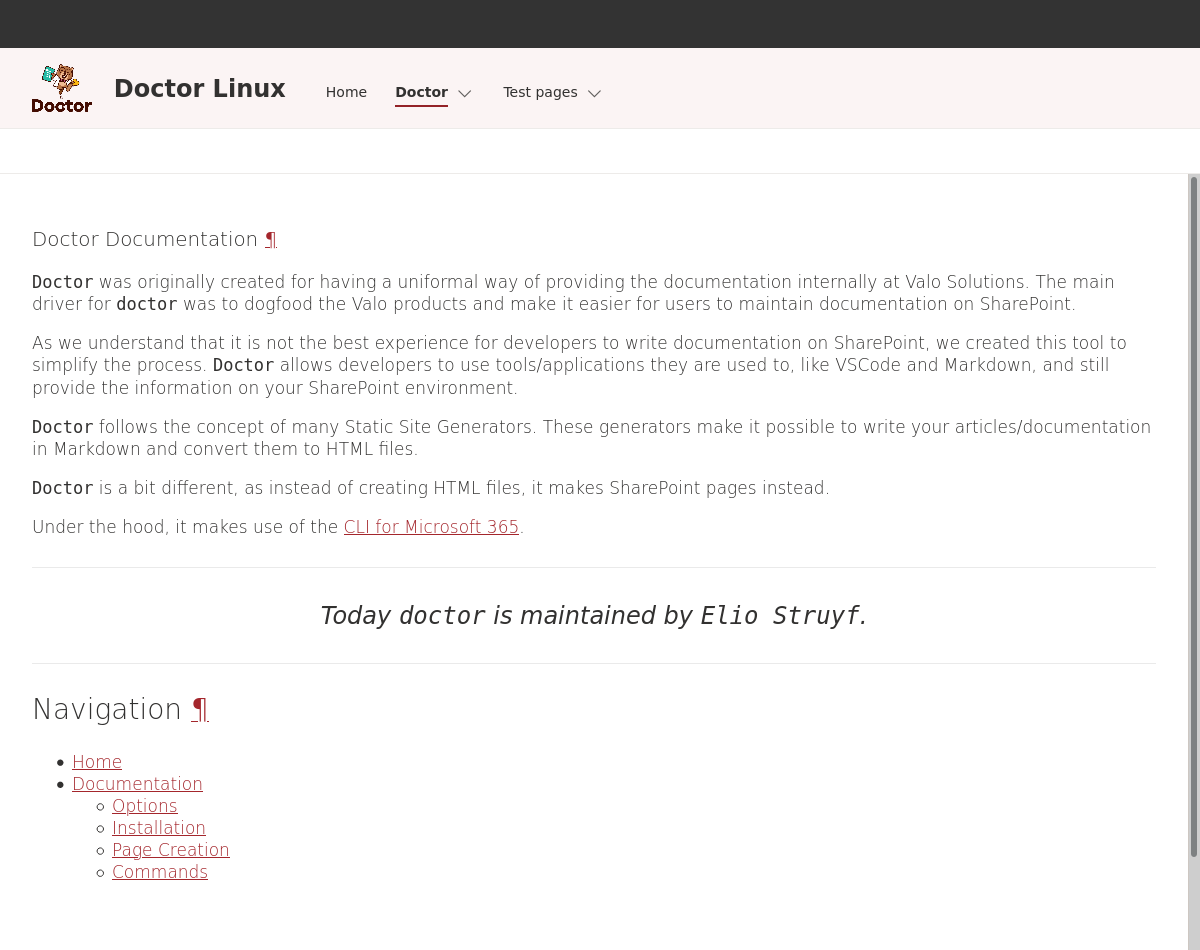 Doctor
Doctor Linux
Home
Doctor
Test pages
Doctor Documentation ¶
Doctor was originally created for having a uniformal way of providing the documentation internally at Valo Solutions. The main
driver for doctor was to dogfood the Valo products and make it easier for users to maintain documentation on SharePoint.
As we understand that it is not the best experience for developers to write documentation on SharePoint, we created this tool to
simplify the process. Doctor allows developers to use tools/applications they are used to, like VSCode and Markdown, and still
provide the information on your SharePoint environment.
Doctor follows the concept of many Static Site Generators. These generators make it possible to write your articles/documentation
in Markdown and convert them to HTML files.
Doctor is a bit different, as instead of creating HTML files, it makes SharePoint pages instead.
Under the hood, it makes use of the CLI for Microsoft 365.
Today doctor is maintained by Elio Struyf.
Navigation ¶
Home
Documentation
Options
Installation
Page Creation
Commands